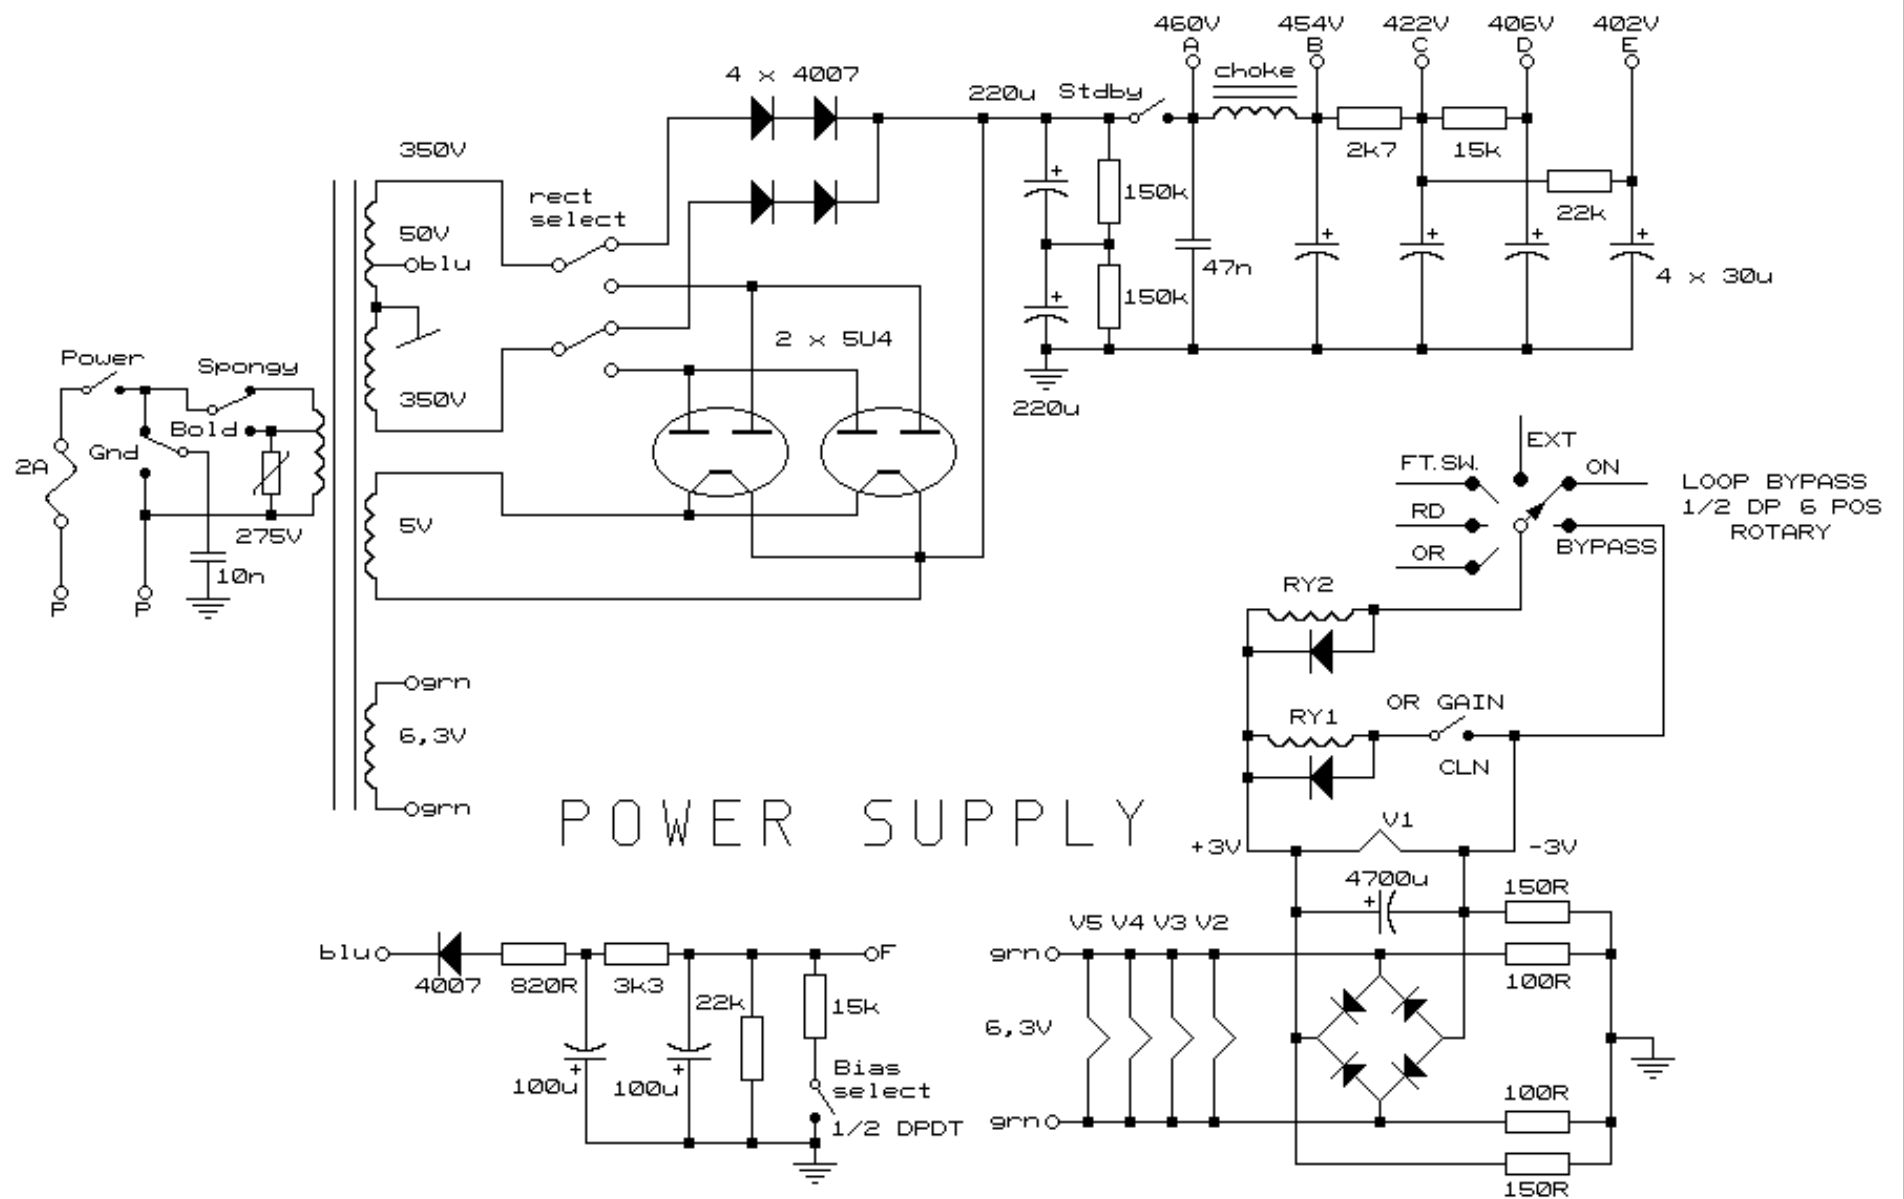 460V 454V 422V 406V 402V
A B C D E
4 x 4007
choke
220u Stdby
350V
2k7 15k
rect
select
150k
22k
50V
blu
47n
4 x 30u
150k
2 x 5U4
Power Spongy
350V
220u
Bold
Gnd
2A
EXT
FT.SW. ON
LOOP BYPASS
1/2 DP 6 POS
ROTARY
RD
BYPASS
OR
5V
275V
10n
P P
RY2
grn
OR GAIN
RY1
6,3V
CLN
grn
POWER SUPPLY
V1
+3V -3V
4700u
150R
V5 V4 V3 V2
blu F
grn
4007 820R 3k3
100R
22k
15k
6,3V
Bias
select
100u 100u
1/2 DPDT
grn
100R
150R